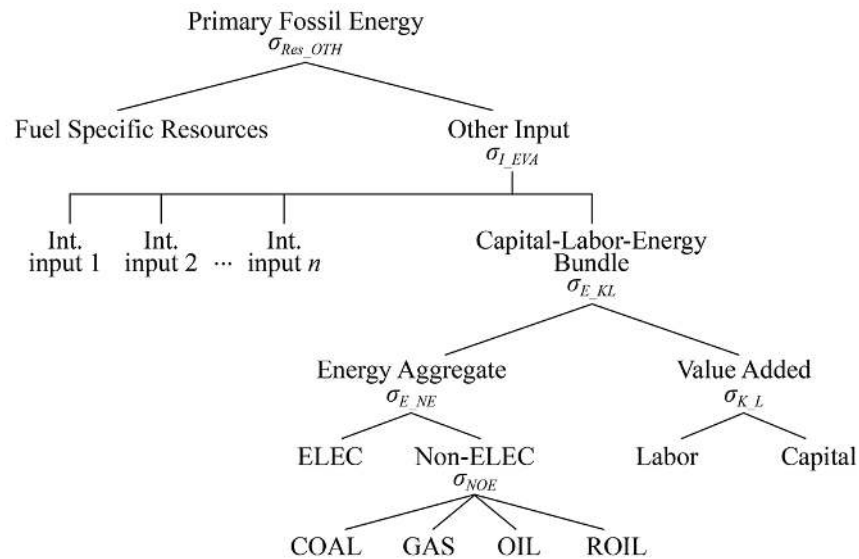 Primary Fossil Energy
σRes_OTH
Fuel Specific Resources Other Input
σI_EVA
Int. input 1
Int. input 2
...
Int. input n
Capital-Labor-Energy
Bundle
σE_KL
Energy Aggregate Value Added
σE_NE σK_L
ELEC Non-ELEC Labor Capital
σNOE
COAL GAS OIL ROIL